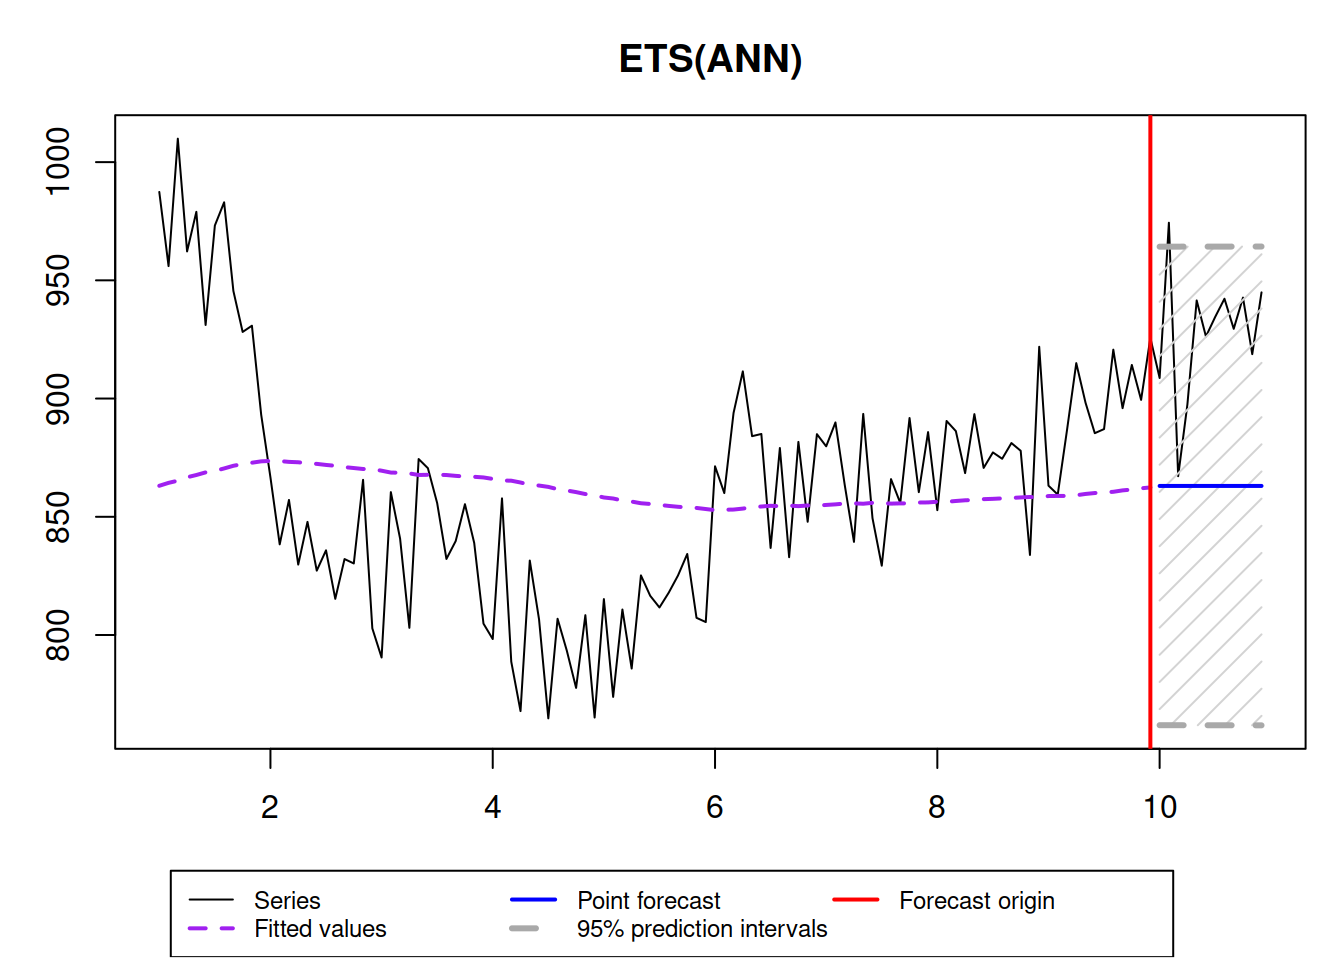 ETS(ANN)
1000
950
900
850
800
2 4 6 8 10
Series Point forecast Forecast origin
Fitted values 95% prediction intervals